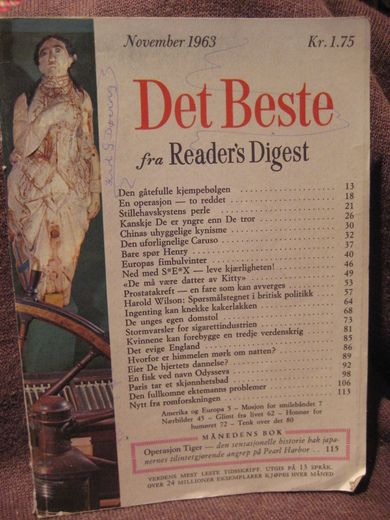 November 1963
Kr. 1.75
Det Beste
fra Reader's Digest
Den gåtefulle kjempebølgen 13
En operasjon — to reddet 18
Stillehavskystens perle 21
Kanskje De er yngre enn De tror 26
Chinas uhyggelige kynisme 30
Den uforlignelige Caruso 32
Bare spør Henry 37
Europas fimbulvinter 40
Ned med S*E*X — leve kjærligheten! 46
«De må være datter av Kitty» 49
Prostatakreft — en fare som kan avverges 53
Harold Wilson: Spørsmålstegnet i britisk politikk 57
Ingenting kan knekke kakerlakken 64
De unges egen domstol 68
Stormvarsler for sigarettindustrien 73
Kvinnene kan forebygge en tredje verdenskrig 81
Det evige England 85
Hvorfor er himmelen mørk om natten? 86
Eier De hjertets dannelse? 89
En fisk ved navn Odysseus 92
Paris tar et skjønnhetsbad 98
Den fullkomne ektemanns problemer 106
Nytt fra romforskningen 113
Amerika og Europa 5 – Mosjon for smilebåndet 7
Nærbilder 45 – Glimt fra livet 62 – Honnør for
humøret 72 – Tenk over det 80
MÅNEDENS BOK
Operasjon Tiger — den sensasjonelle historie bak japa-
nernes tilintetgjørende angrep på Pearl Harbor . . 115
VERDENS MEST LESTE TIDSSKRIFT. UTGIS PÅ 13 SPRÅK.
OVER 24 MILLIONER EKSEMPLARER KJØPES HVER MÅNED